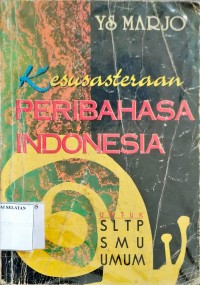 YS MARJO
Kesusasteraan
PERIBAHASA
INDONESIA
UNTUK
SLTP
SMU
UMUM